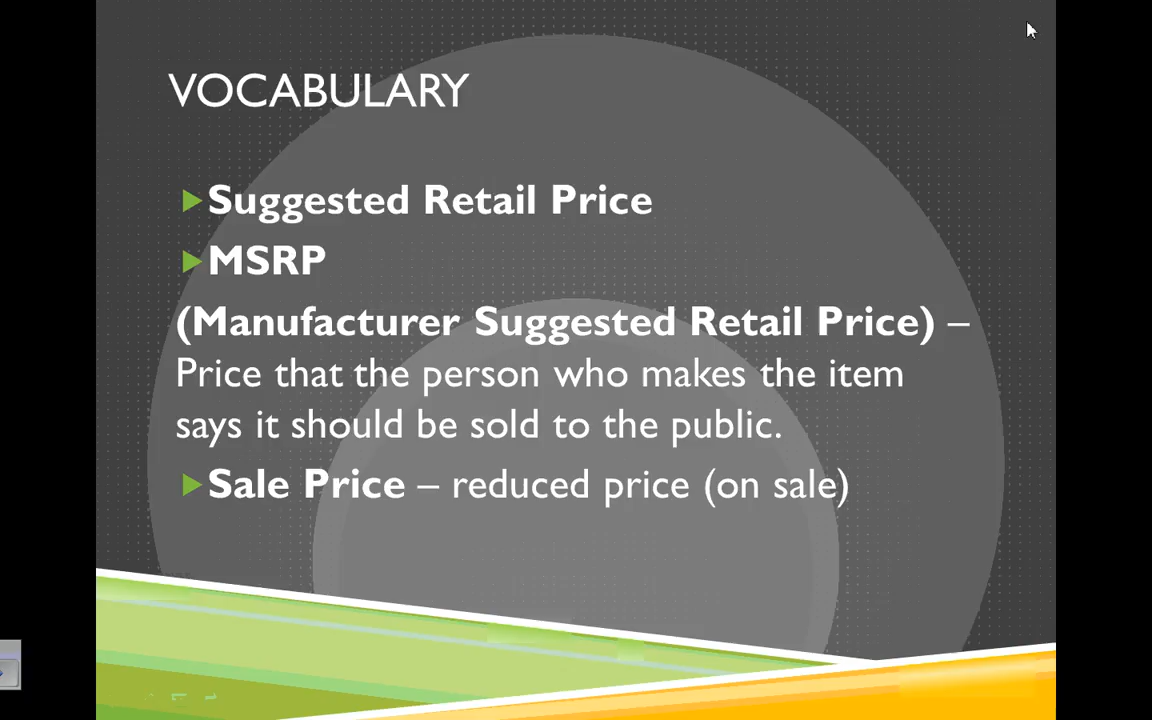 VOCABULARY
Suggested Retail Price
MSRP
(Manufacturer Suggested Retail Price) –
Price that the person who makes the item
says it should be sold to the public.
Sale Price – reduced price (on sale)